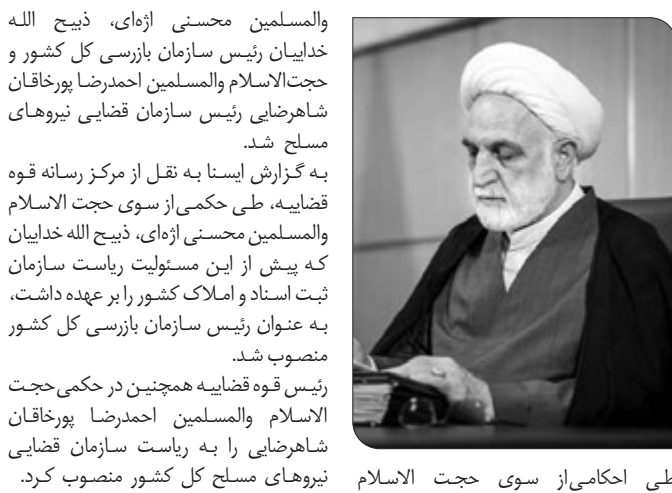 طی احکامی‌از سوی حجت الاسلام
والمسلمین محسنی اژه‌ای، ذبیح الله
خداییان رئیس سازمان بازرسی کل کشور و
حجت‌الاسلام والمسلمین احمدرضا پورخاقان
شاهرضایی رئیس سازمان قضایی نیروهای
مسلح شد.
به گزارش ایسنا به نقل از مرکز رسانه قوه
قضاییه، طی حکمی‌از سوی حجت الاسلام
والمسلمین محسنی اژه‌ای، ذبیح الله خداییان
که پیش از این مسئولیت ریاست سازمان
ثبت اسناد و املاک کشور را بر عهده داشت،
به عنوان رئیس سازمان بازرسی کل کشور
منصوب شد.
رئیس قوه قضاییه همچنین در حکمی‌حجت
الاسلام والمسلمین احمدرضا پورخاقان
شاهرضایی را به ریاست سازمان قضایی
نیروهای مسلح کل کشور منصوب کرد.